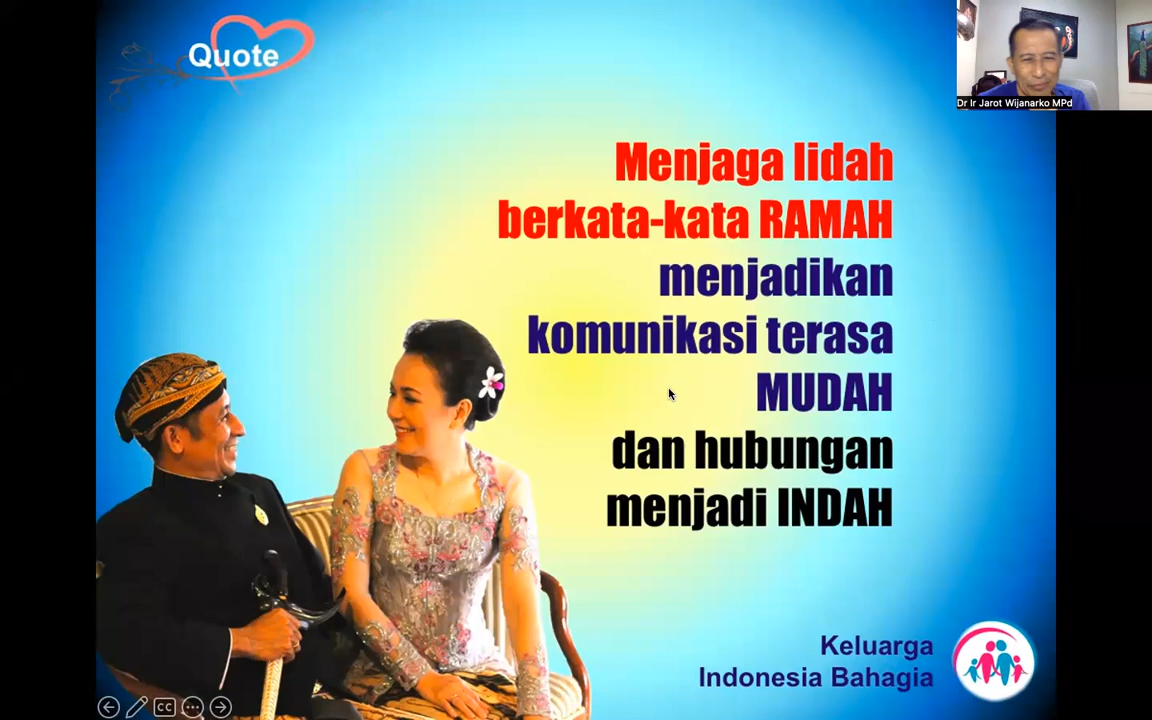 Quote
Dr Ir Jarot Wijanarko MPd
Menjaga lidah
berkata-kata RAMAH
menjadikan
komunikasi terasa
MUDAH
dan hubungan
menjadi INDAH
Keluarga
Indonesia Bahagia
CC